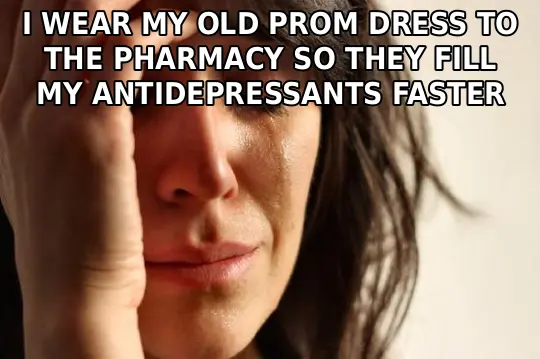 I WEAR MY OLD PROM DRESS TO
THE PHARMACY SO THEY FILL
MY ANTIDEPRESSANTS FASTER